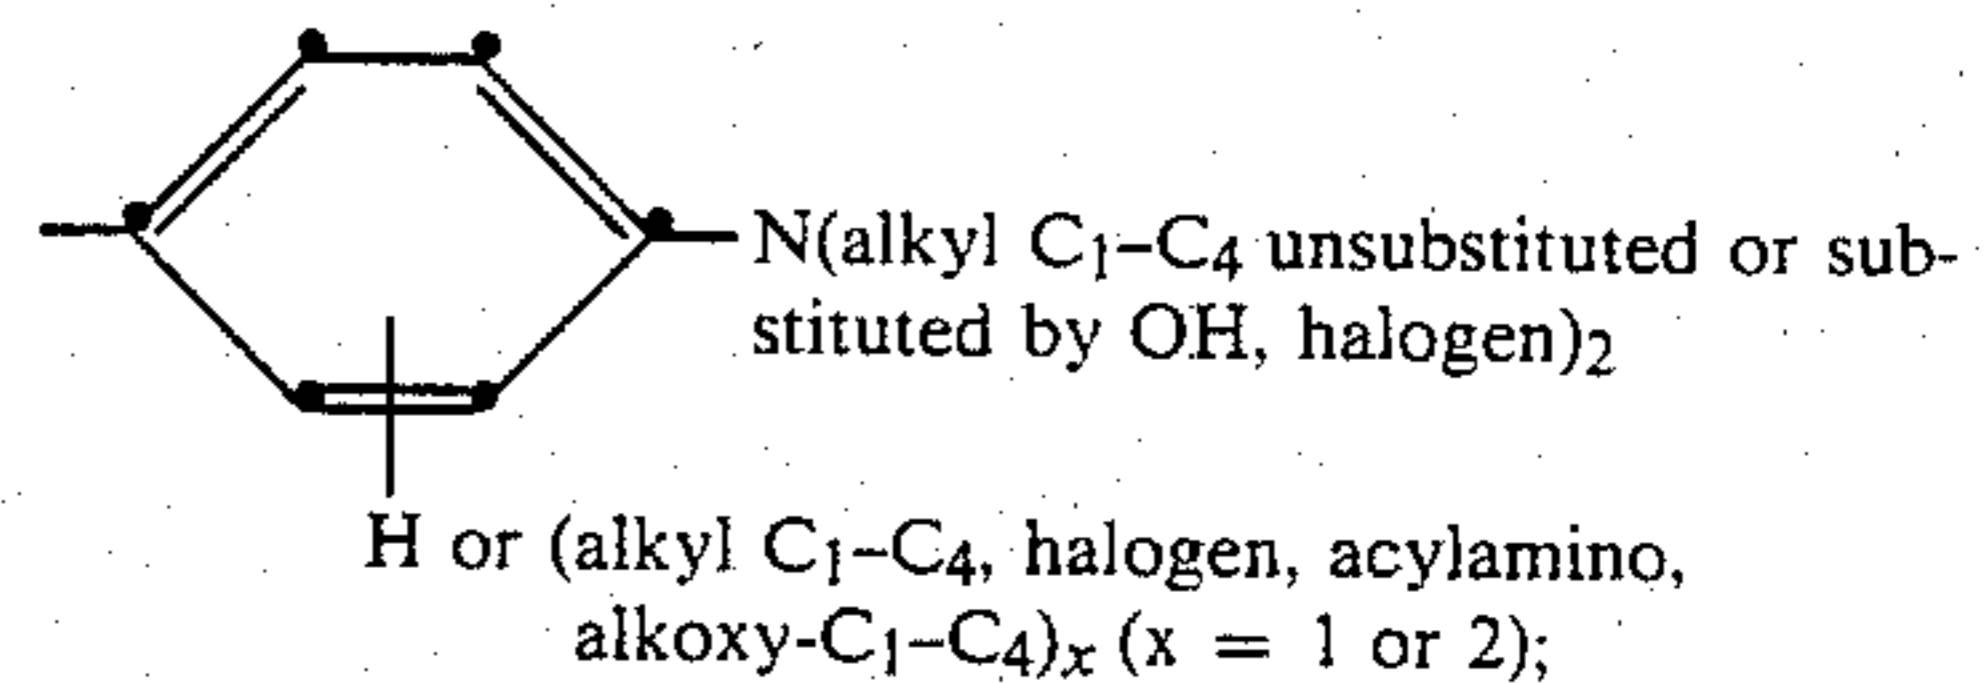 N(alkyl C₁–C₄ unsubstituted or sub-
stituted by OH, halogen)₂
H or (alkyl C₁–C₄, halogen, acylamino,
alkoxy-C₁–C₄)ₓ (x = 1 or 2);